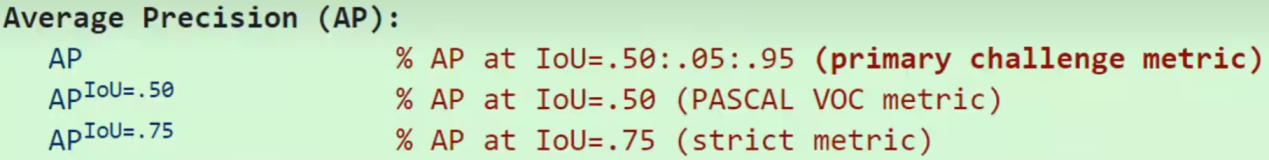 Average Precision (AP):
AP % AP at IoU=.50:.05:.95 (primary challenge metric)
AP^IoU=.50 % AP at IoU=.50 (PASCAL VOC metric)
AP^IoU=.75 % AP at IoU=.75 (strict metric)